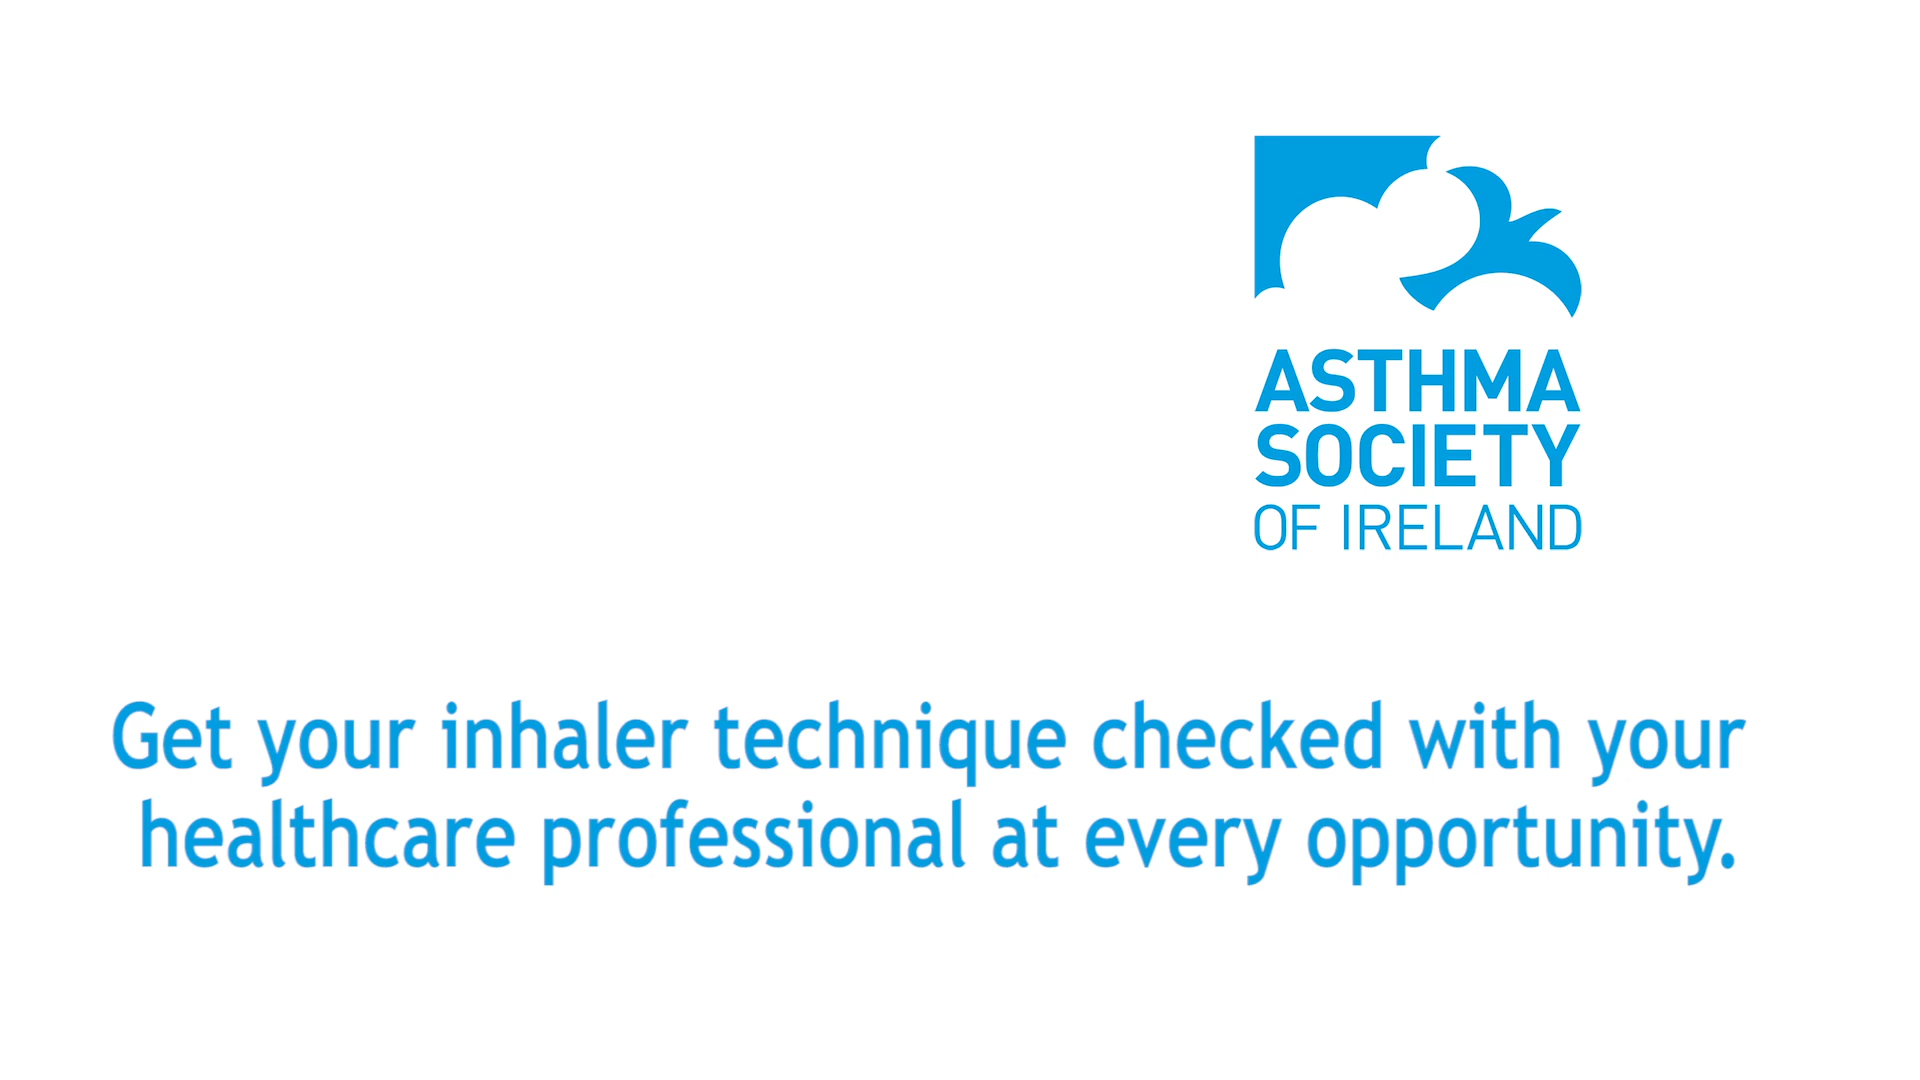 ASTHMA
SOCIETY
OF IRELAND
Get your inhaler technique checked with your
healthcare professional at every opportunity.